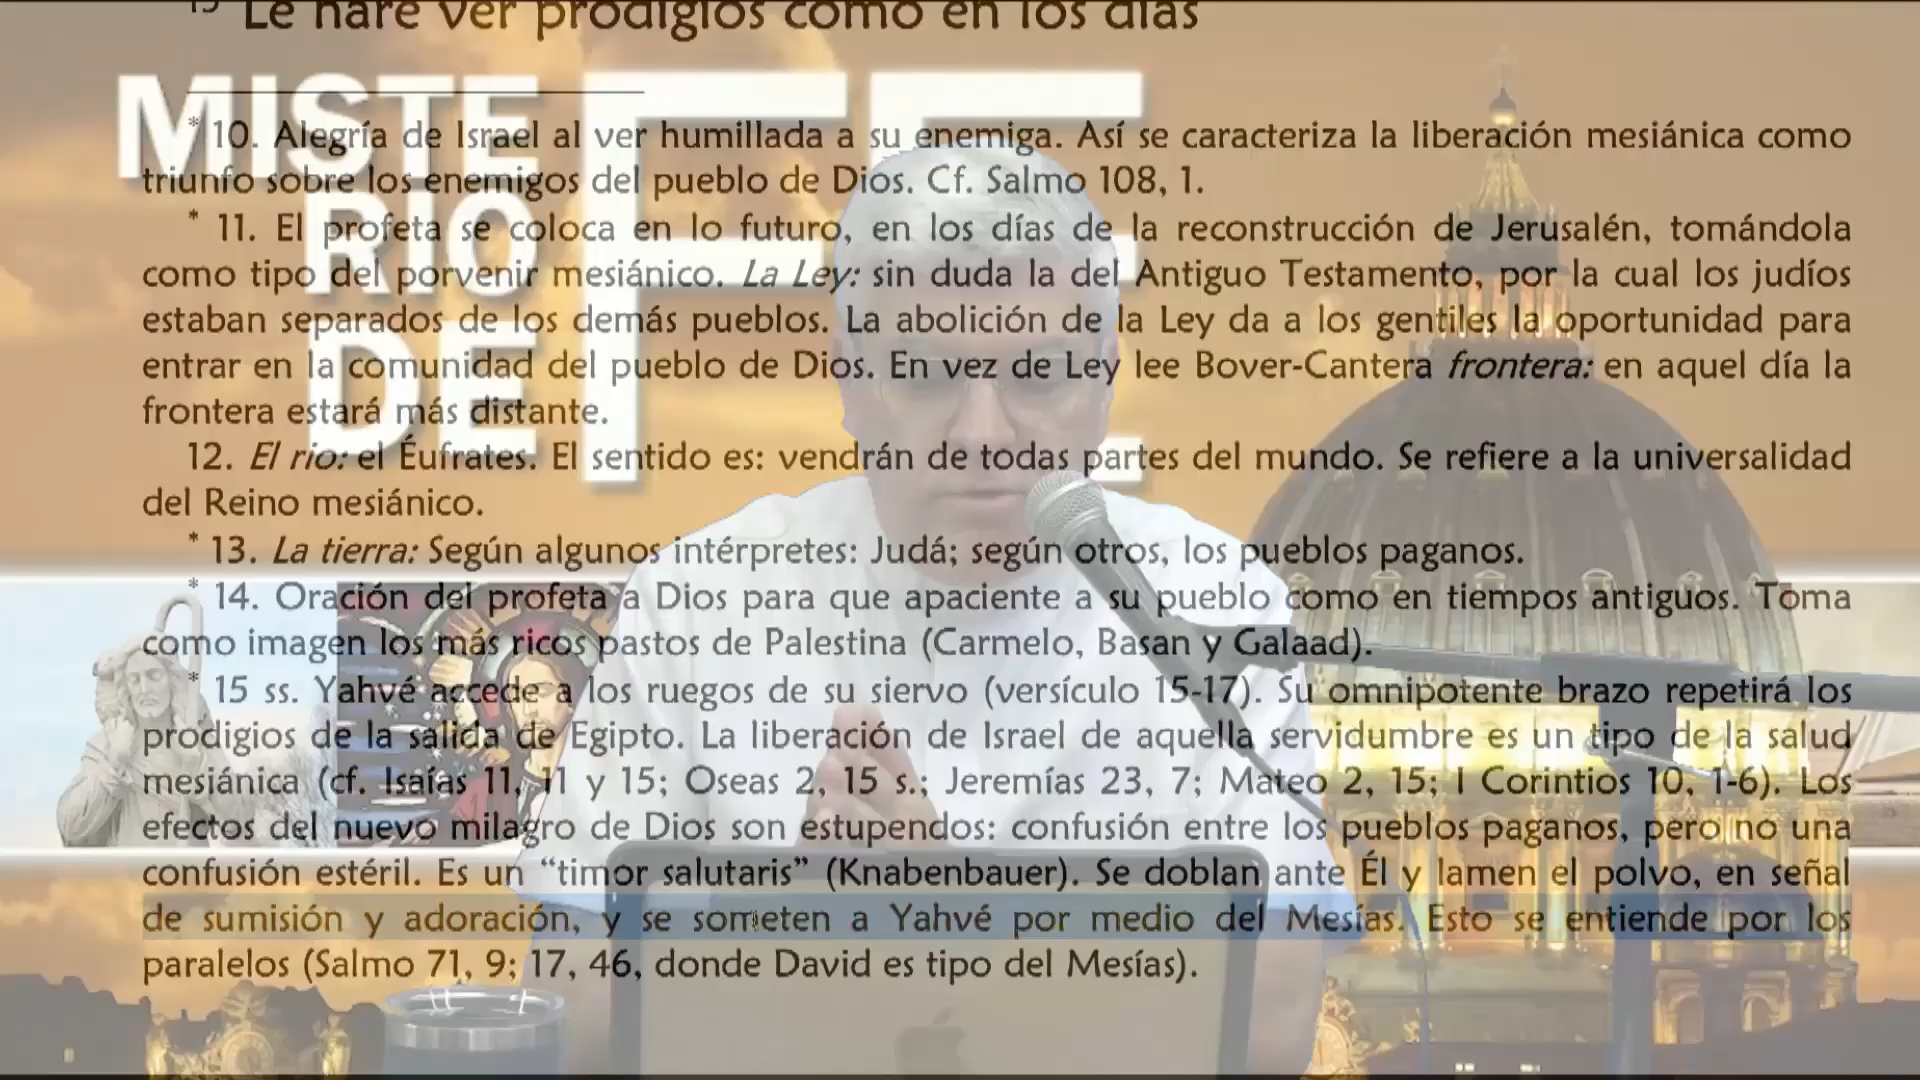 15 Le haré ver prodigios como en los días
MISTE
RIO
DE
FE
* 10. Alegría de Israel al ver humillada a su enemiga. Así se caracteriza la liberación mesiánica como
triunfo sobre los enemigos del pueblo de Dios. Cf. Salmo 108, 1.
* 11. El profeta se coloca en lo futuro, en los días de la reconstrucción de Jerusalén, tomándola
como tipo del porvenir mesiánico. La Ley: sin duda la del Antiguo Testamento, por la cual los judíos
estaban separados de los demás pueblos. La abolición de la Ley da a los gentiles la oportunidad para
entrar en la comunidad del pueblo de Dios. En vez de Ley lee Bover-Cantera frontera: en aquel día la
frontera estará más distante.
12. El rio: el Éufrates. El sentido es: vendrán de todas partes del mundo. Se refiere a la universalidad
del Reino mesiánico.
* 13. La tierra: Según algunos intérpretes: Judá; según otros, los pueblos paganos.
* 14. Oración del profeta a Dios para que apaciente a su pueblo como en tiempos antiguos. Toma
como imagen los más ricos pastos de Palestina (Carmelo, Basan y Galaad).
* 15 ss. Yahvé accede a los ruegos de su siervo (versículo 15-17). Su omnipotente brazo repetirá los
prodigios de la salida de Egipto. La liberación de Israel de aquella servidumbre es un tipo de la salud
mesiánica (cf. Isaías 11, 11 y 15; Oseas 2, 15 s.; Jeremías 23, 7; Mateo 2, 15; I Corintios 10, 1-6). Los
efectos del nuevo milagro de Dios son estupendos: confusión entre los pueblos paganos, pero no una
confusión estéril. Es un “timor salutaris” (Knabenbauer). Se doblan ante Él y lamen el polvo, en señal
de sumisión y adoración, y se someten a Yahvé por medio del Mesías. Esto se entiende por los
paralelos (Salmo 71, 9; 17, 46, donde David es tipo del Mesías).